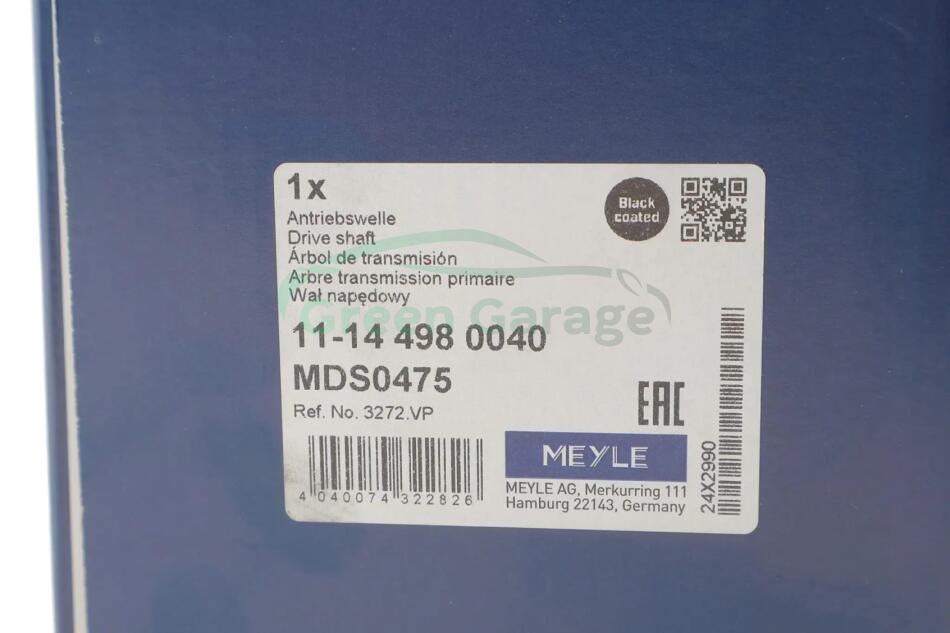 1x
Antriebswelle
Drive shaft
Árbol de transmisión
Arbre transmission primaire
Wał napędowy
Green Garage
11-14 498 0040
MDS0475
Ref. No. 3272.VP
4 040074 322826
Black
coated
EAC
MEYLE
MEYLE AG, Merkurring 111
Hamburg 22143, Germany
24X2990